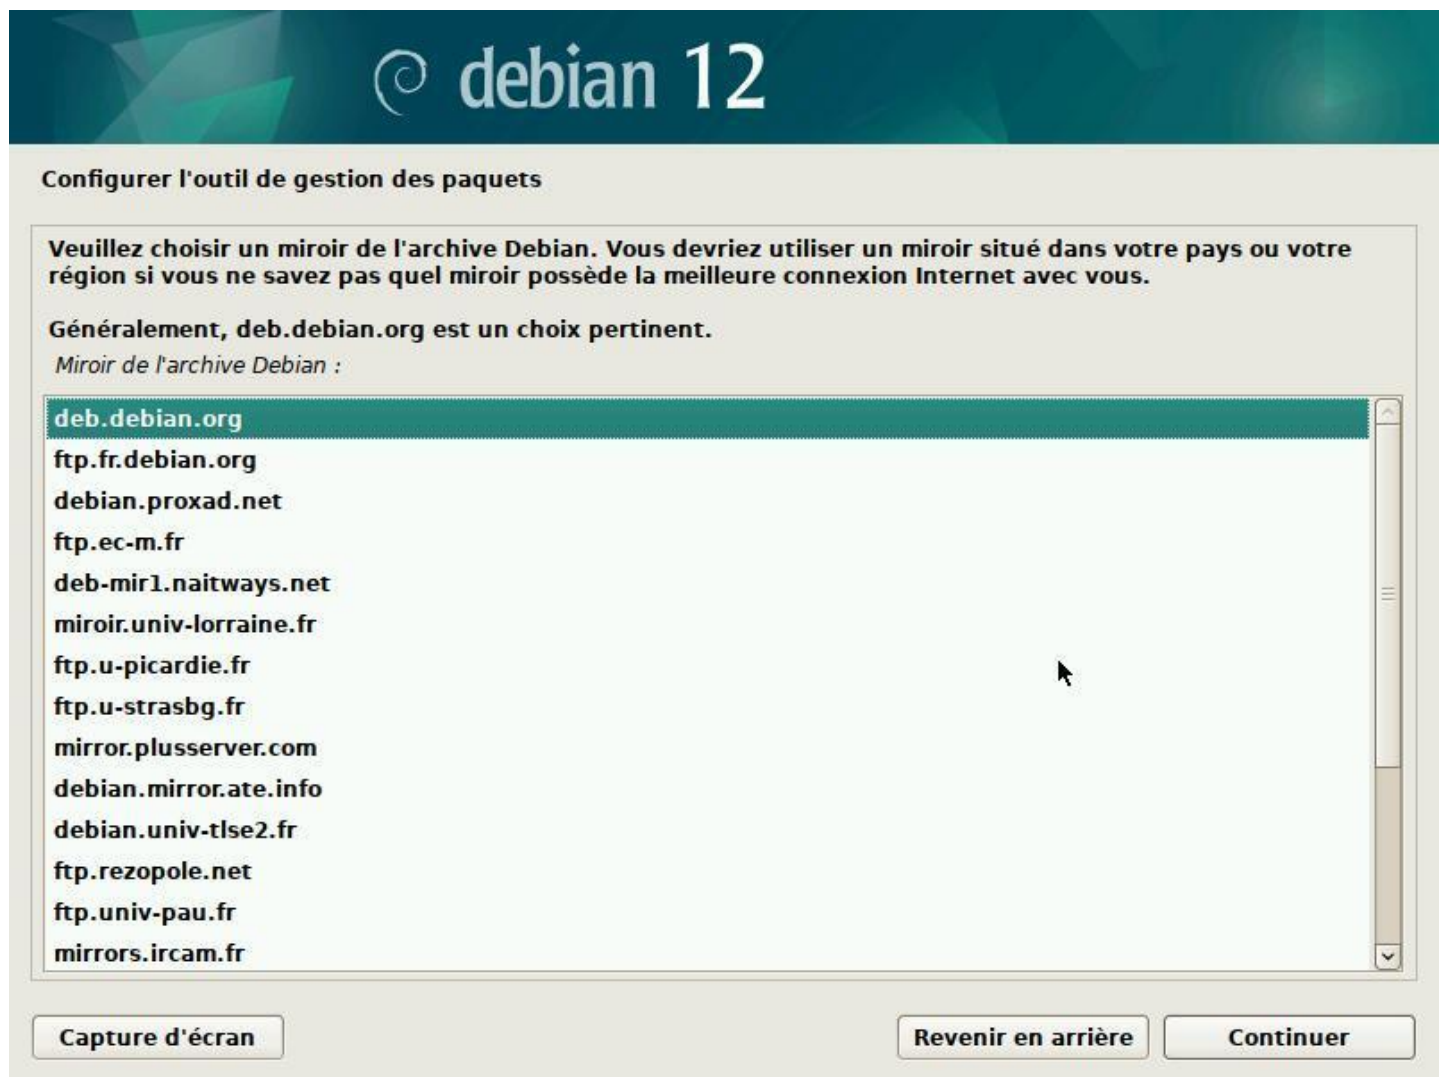 debian 12
Configurer l'outil de gestion des paquets
Veuillez choisir un miroir de l'archive Debian. Vous devriez utiliser un miroir situé dans votre pays ou votre
région si vous ne savez pas quel miroir possède la meilleure connexion Internet avec vous.
Généralement, deb.debian.org est un choix pertinent.
Miroir de l'archive Debian :
deb.debian.org
ftp.fr.debian.org
debian.proxad.net
ftp.ec-m.fr
deb-mir1.naitways.net
miroir.univ-lorraine.fr
ftp.u-picardie.fr
ftp.u-strasbg.fr
mirror.plusserver.com
debian.mirror.ate.info
debian.univ-tlse2.fr
ftp.rezopole.net
ftp.univ-pau.fr
mirrors.ircam.fr
Capture d'écran
Revenir en arrière
Continuer